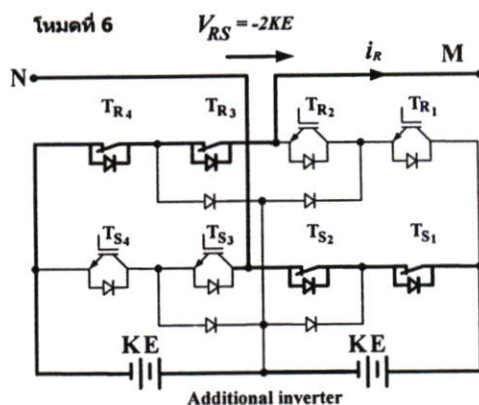 โหมดที่ 6
V_RS = -2KE
i_R
M
N
T_R4
T_R3
T_R2
T_R1
T_S4
T_S3
T_S2
T_S1
KE
KE
Additional inverter